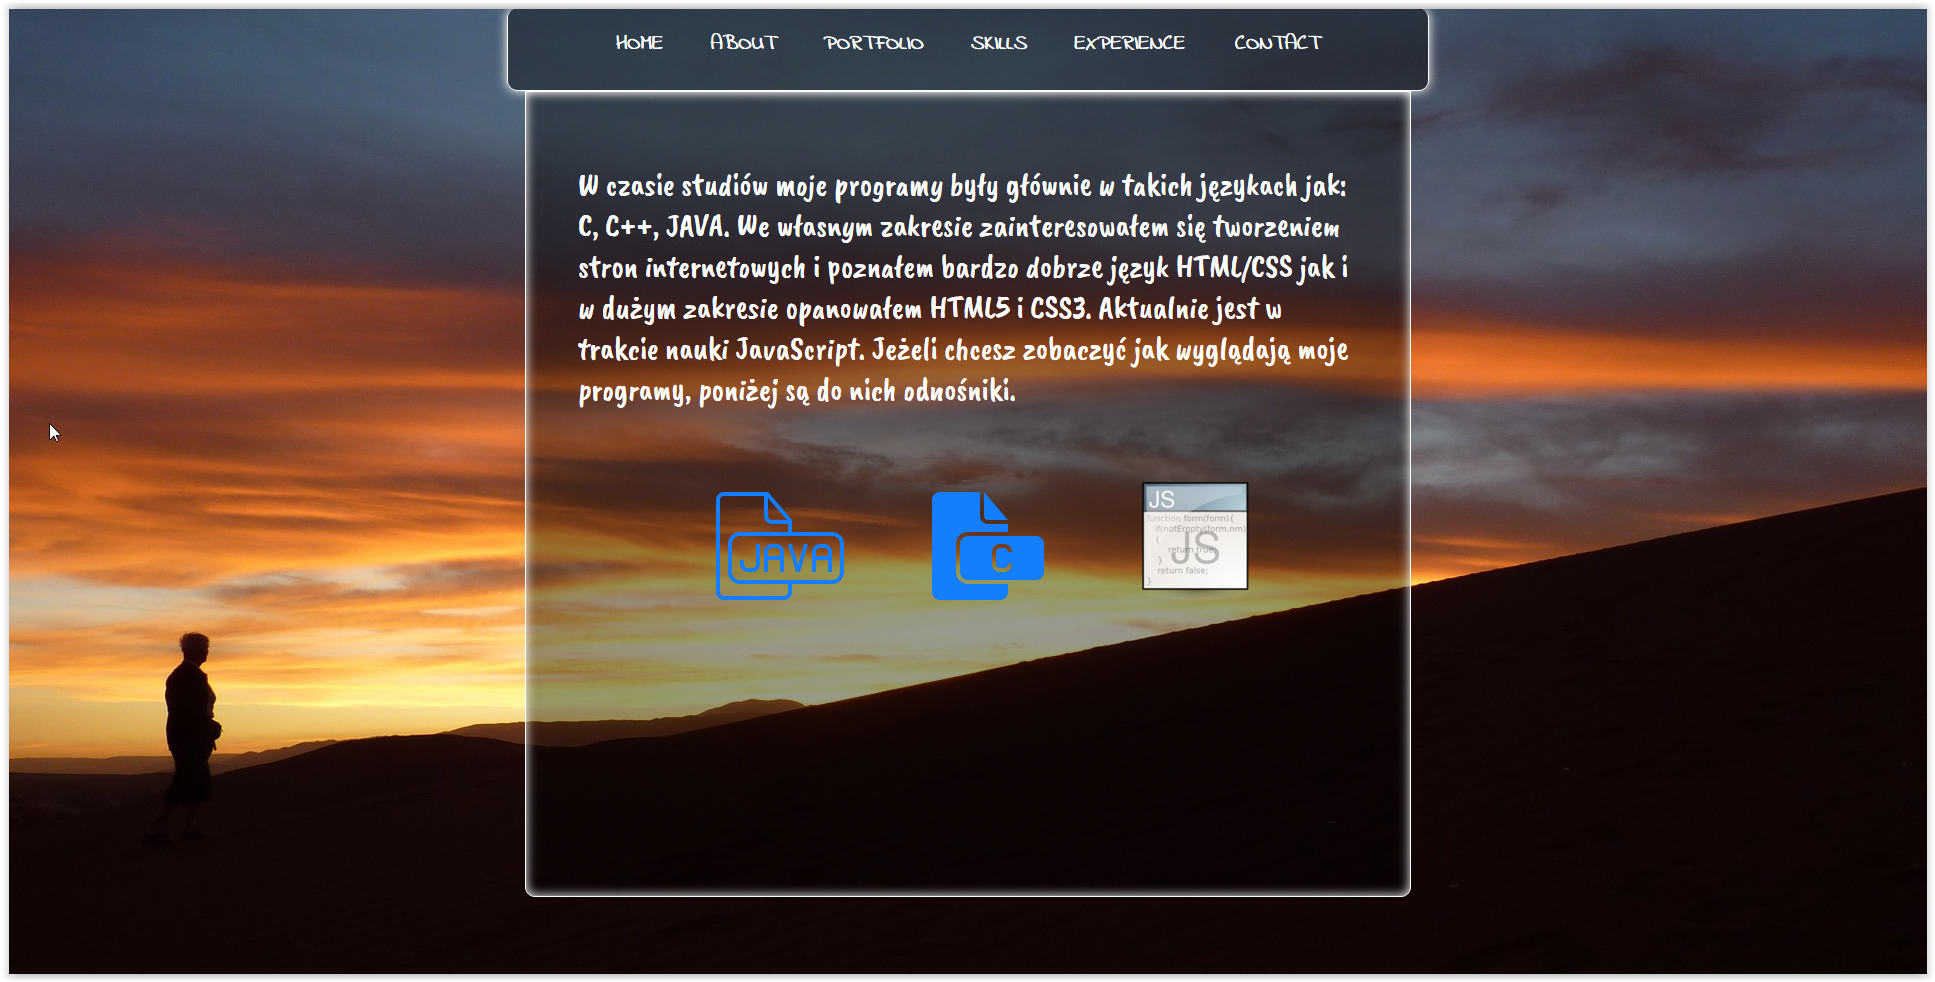 HOME ABOUT PORTFOLIO SKILLS EXPERIENCE CONTACT
W czasie studiów moje programy były głównie w takich językach jak:
C, C++, JAVA. We własnym zakresie zainteresowałem się tworzeniem
stron internetowych i poznałem bardzo dobrze język HTML/CSS jak i
w dużym zakresie opanowałem HTML5 i CSS3. Aktualnie jest w
trakcie nauki JavaScript. Jeżeli chcesz zobaczyć jak wyglądają moje
programy, poniżej są do nich odnośniki.
JAVA
C
JS
function form(form){
if(notEmpty(form.nm)
{
return true;
}
return false;
}
JS